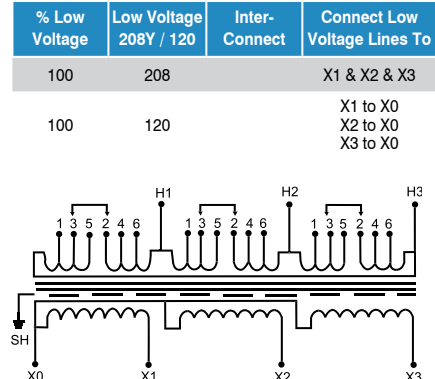 % Low Voltage
Low Voltage 208Y / 120
Inter-Connect
Connect Low Voltage Lines To
100 208 X1 & X2 & X3
100 120 X1 to X0
X2 to X0
X3 to X0
H1 H2 H3
1 3 5 2 4 6 1 3 5 2 4 6 1 3 5 2 4 6
SH
X0 X1 X2 X3